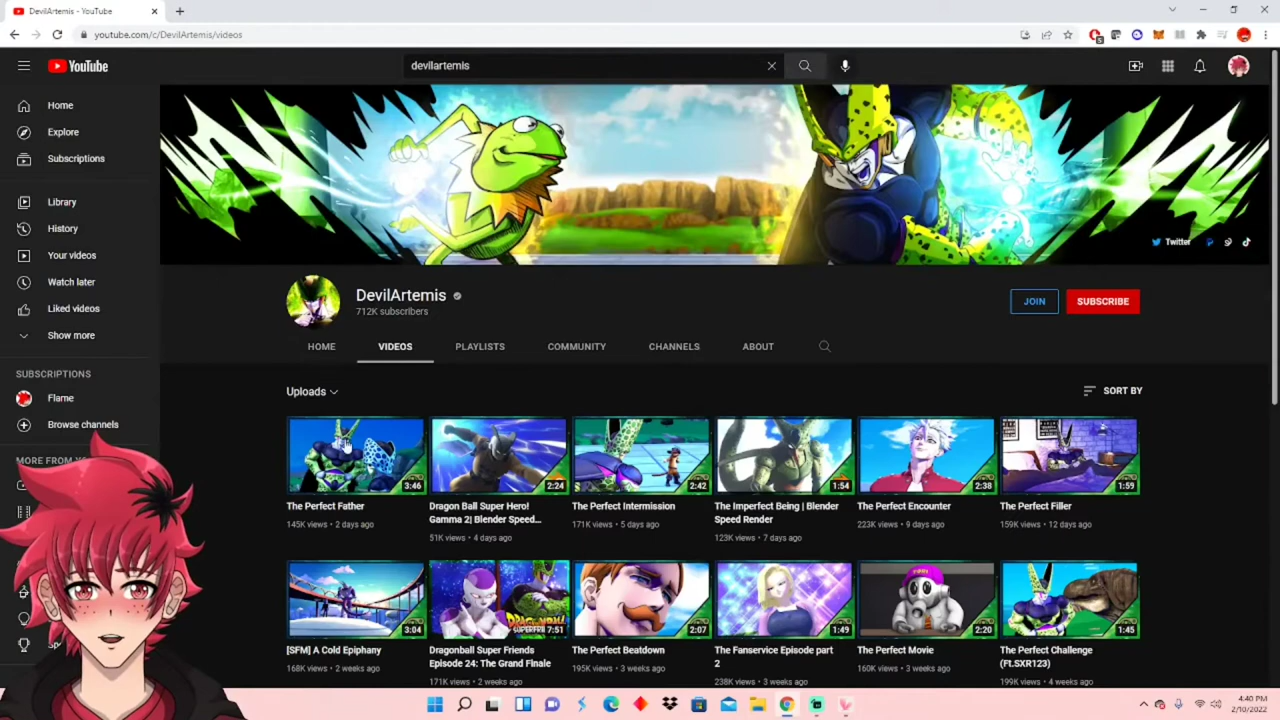 DevilArtemis - YouTube
youtube.com/c/DevilArtemis/videos
YouTube
devilartemis
Home
Explore
Subscriptions
Library
History
Your videos
Watch later
Liked videos
Show more
SUBSCRIPTIONS
Flame
Browse channels
MORE FROM
Twitter
DevilArtemis
712K subscribers
JOIN
SUBSCRIBE
HOME VIDEOS PLAYLISTS COMMUNITY CHANNELS ABOUT
Uploads
SORT BY
3:46 2:24 2:42 1:54 2:38 1:59
The Perfect Father
145K views • 2 days ago
Dragon Ball Super Hero!
Gamma 2| Blender Speed...
51K views • 4 days ago
The Perfect Intermission
171K views • 5 days ago
The Imperfect Being | Blender
Speed Render
123K views • 7 days ago
The Perfect Encounter
223K views • 9 days ago
The Perfect Filler
159K views • 12 days ago
3:04 7:51 2:07 1:49 2:20 1:45
[SFM] A Cold Epiphany
168K views • 2 weeks ago
Dragonball Super Friends
Episode 24: The Grand Finale
171K views • 2 weeks ago
The Perfect Beatdown
195K views • 3 weeks ago
The Fanservice Episode part
2
238K views • 3 weeks ago
The Perfect Movie
160K views • 3 weeks ago
The Perfect Challenge
(Ft.SXR123)
199K views • 4 weeks ago
4:40 PM
2/10/2022